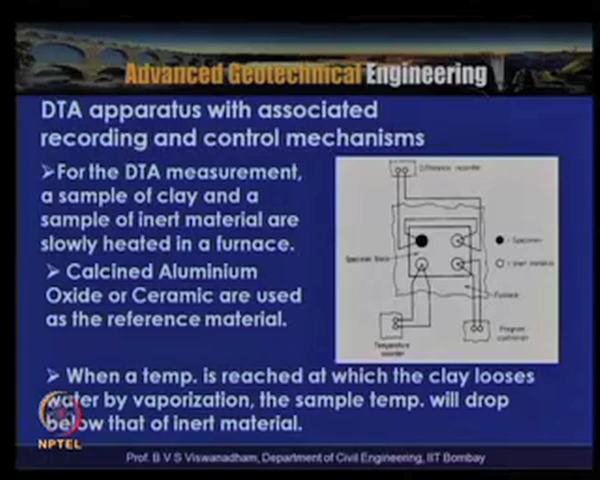 Advanced Geotechnical Engineering
DTA apparatus with associated
recording and control mechanisms
➢For the DTA measurement,
a sample of clay and a
sample of inert material are
slowly heated in a furnace.
➢ Calcined Aluminium
Oxide or Ceramic are used
as the reference material.
Difference recorder
Specimen block
- Specimen
- Inert material
Furnace
Temperature
recorder
Program
controller
➢ When a temp. is reached at which the clay looses
water by vaporization, the sample temp. will drop
below that of inert material.
NPTEL
Prof. B V S Viswanadham, Department of Civil Engineering, IIT Bombay